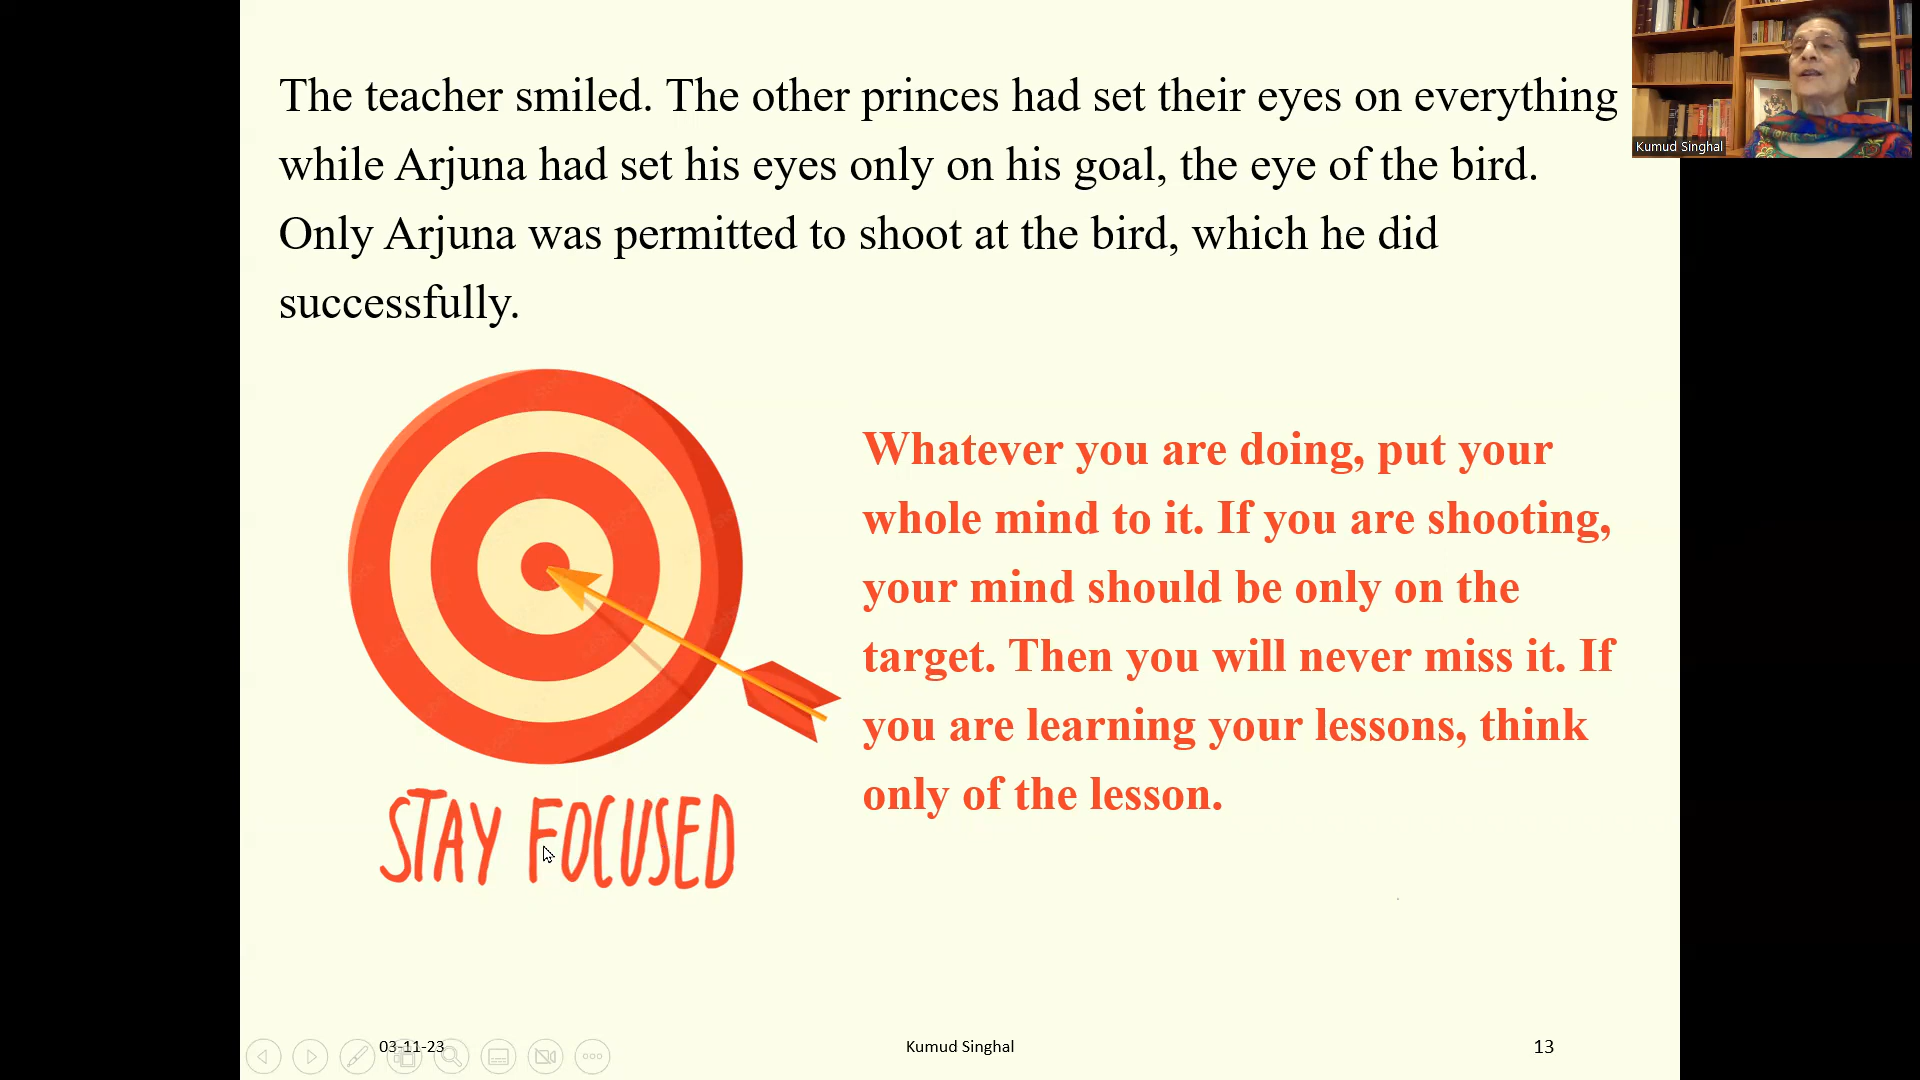 The teacher smiled. The other princes had set their eyes on everything
while Arjuna had set his eyes only on his goal, the eye of the bird.
Only Arjuna was permitted to shoot at the bird, which he did
successfully.
Whatever you are doing, put your
whole mind to it. If you are shooting,
your mind should be only on the
target. Then you will never miss it. If
you are learning your lessons, think
only of the lesson.
STAY FOCUSED
Kumud Singhal
03-11-23
Kumud Singhal
13